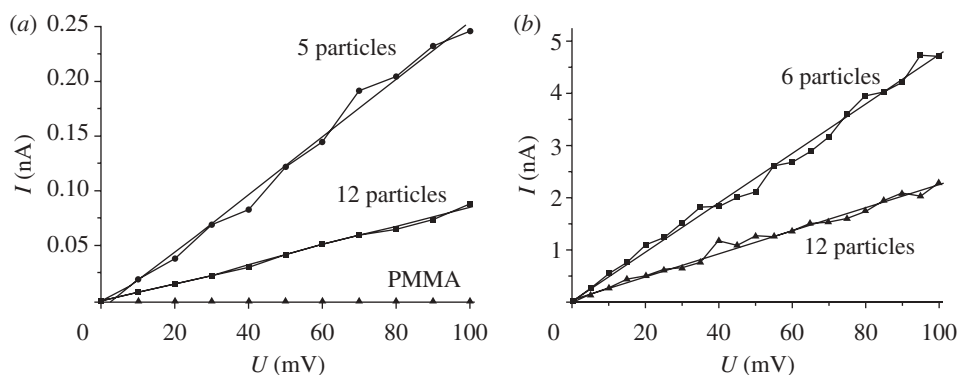 (a)
0.25
0.20
0.15
0.10
0.05
0
20
40
60
80
100
I (nA)
U (mV)
5 particles
12 particles
PMMA
(b)
5
4
3
2
1
0
0
20
40
60
80
100
I (nA)
U (mV)
6 particles
12 particles